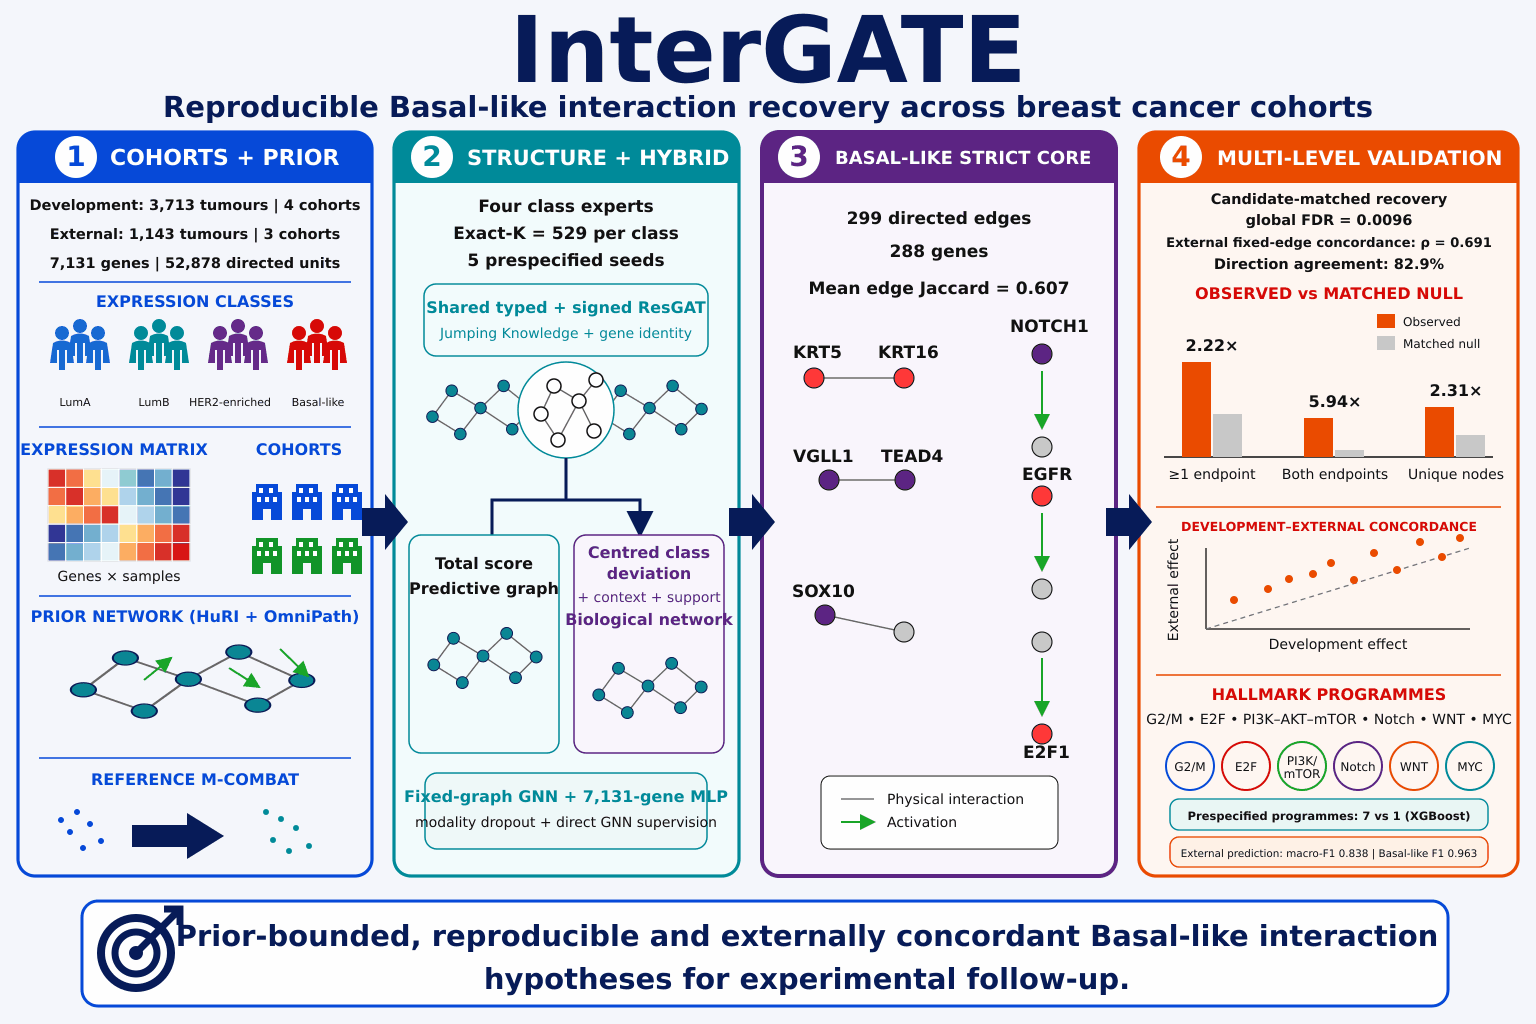 InterGATE
Reproducible Basal-like interaction recovery across breast cancer cohorts
1 COHORTS + PRIOR
Development: 3,713 tumours | 4 cohorts
External: 1,143 tumours | 3 cohorts
7,131 genes | 52,878 directed units
EXPRESSION CLASSES
LumA LumB HER2-enriched Basal-like
EXPRESSION MATRIX COHORTS
Genes × samples
PRIOR NETWORK (HuRI + OmniPath)
REFERENCE M-COMBAT
2 STRUCTURE + HYBRID
Four class experts
Exact-K = 529 per class
5 prespecified seeds
Shared typed + signed ResGAT
Jumping Knowledge + gene identity
Total score
Predictive graph
Centred class
deviation
+ context + support
Biological network
Fixed-graph GNN + 7,131-gene MLP
modality dropout + direct GNN supervision
3 BASAL-LIKE STRICT CORE
299 directed edges
288 genes
Mean edge Jaccard = 0.607
NOTCH1
KRT5 KRT16
VGLL1 TEAD4
EGFR
SOX10
E2F1
Physical interaction
Activation
4 MULTI-LEVEL VALIDATION
Candidate-matched recovery
global FDR = 0.0096
External fixed-edge concordance: ρ = 0.691
Direction agreement: 82.9%
OBSERVED vs MATCHED NULL
Observed
Matched null
2.22×
5.94×
2.31×
≥1 endpoint Both endpoints Unique nodes
DEVELOPMENT–EXTERNAL CONCORDANCE
External effect
Development effect
HALLMARK PROGRAMMES
G2/M • E2F • PI3K–AKT–mTOR • Notch • WNT • MYC
G2/M E2F PI3K/ mTOR Notch WNT MYC
Prespecified programmes: 7 vs 1 (XGBoost)
External prediction: macro-F1 0.838 | Basal-like F1 0.963
Prior-bounded, reproducible and externally concordant Basal-like interaction
hypotheses for experimental follow-up.